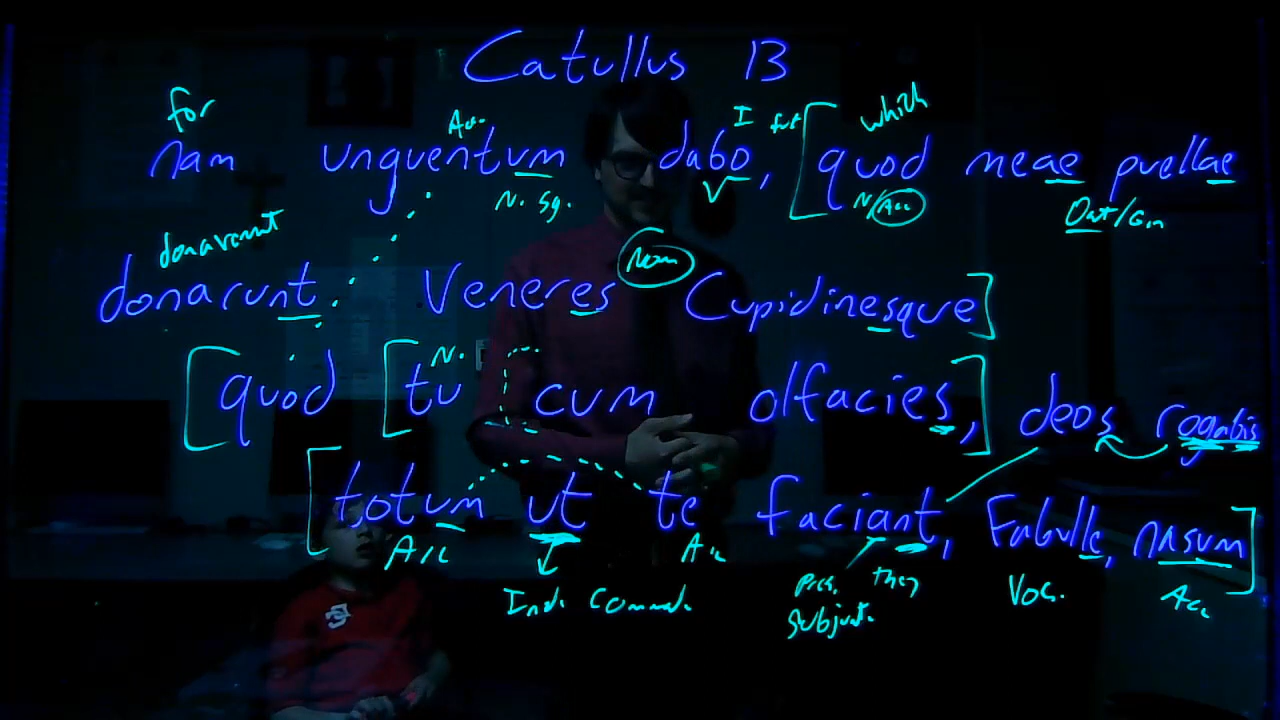 Catullus 13
for Acc. I fut which
nam unguentum dabo, [quod meae puellae
N. Sg. V N/Acc Dat/Gen
donaverunt Nom
donarunt Veneres Cupidinesque]
N.
[quod [tu cum olfacies,] deos rogabis
[totum ut te faciant, Fabulle, nasum]
Acc Acc
Ind. Command. Pres. they Voc. Acc
Subjunct.